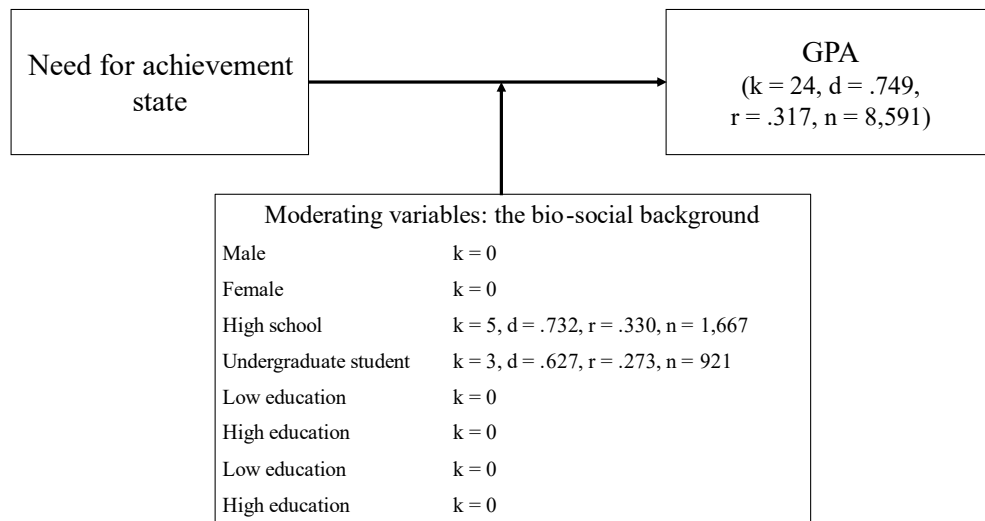 Need for achievement
state
GPA
(k = 24, d = .749,
r = .317, n = 8,591)
Moderating variables: the bio-social background
Male k = 0
Female k = 0
High school k = 5, d = .732, r = .330, n = 1,667
Undergraduate student k = 3, d = .627, r = .273, n = 921
Low education k = 0
High education k = 0
Low education k = 0
High education k = 0